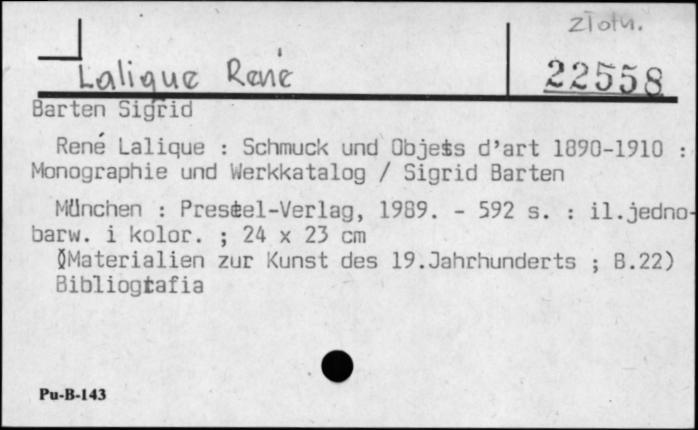 złotn.
Lalique René
22558
Barten Sigrid
René Lalique : Schmuck und Objets d'art 1890-1910 :
Monographie und Werkkatalog / Sigrid Barten
München : Prestel-Verlag, 1989. - 592 s. : il.jedno-
barw. i kolor. ; 24 x 23 cm
(Materialien zur Kunst des 19.Jahrhunderts ; B.22)
Bibliografia
Pu-B-143